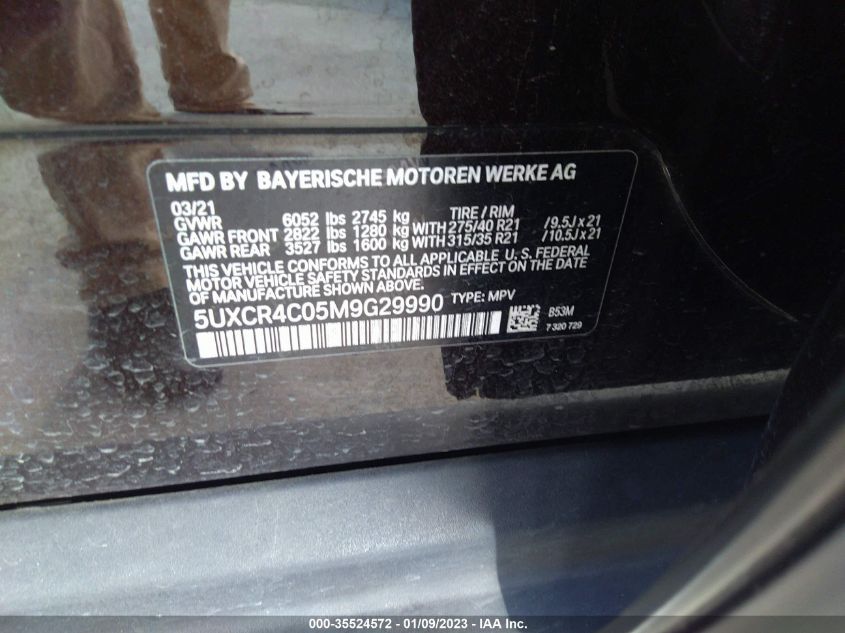 MFD BY BAYERISCHE MOTOREN WERKE AG
03/21 TIRE / RIM
GVWR 6052 lbs 2745 kg
GAWR FRONT 2822 lbs 1280 kg WITH 275/40 R21 /9.5J x 21
GAWR REAR 3527 lbs 1600 kg WITH 315/35 R21 /10.5J x 21
THIS VEHICLE CONFORMS TO ALL APPLICABLE U. S. FEDERAL
MOTOR VEHICLE SAFETY STANDARDS IN EFFECT ON THE DATE
OF MANUFACTURE SHOWN ABOVE.
5UXCR4C05M9G29990 TYPE: MPV
B53M
7 320 729
000-35524572 - 01/09/2023 - IAA Inc.